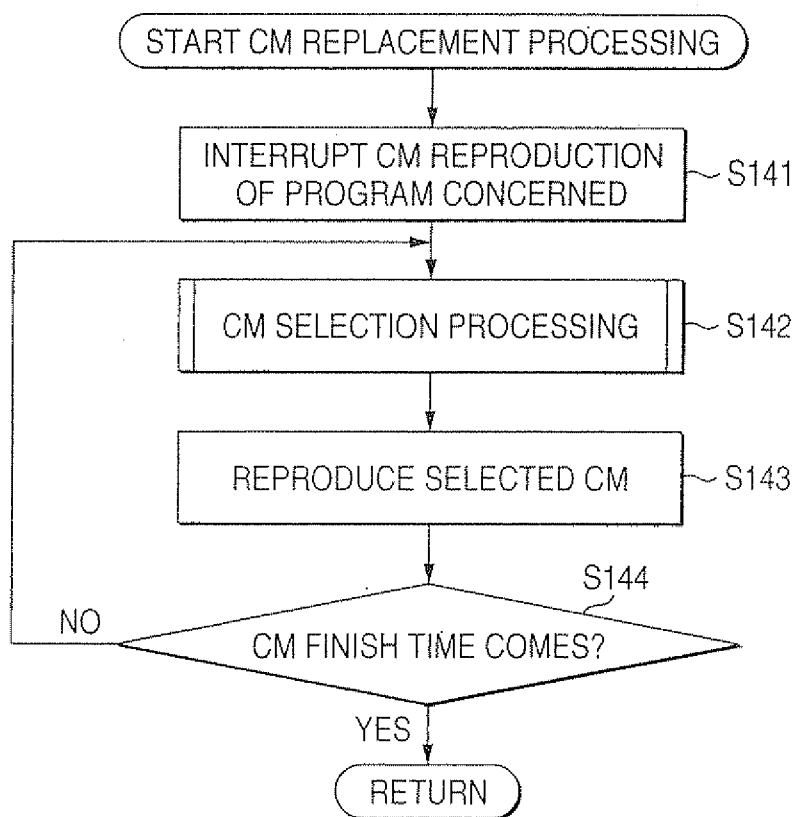 START CM REPLACEMENT PROCESSING
INTERRUPT CM REPRODUCTION
OF PROGRAM CONCERNED
S141
CM SELECTION PROCESSING
S142
REPRODUCE SELECTED CM
S143
S144
NO
CM FINISH TIME COMES?
YES
RETURN